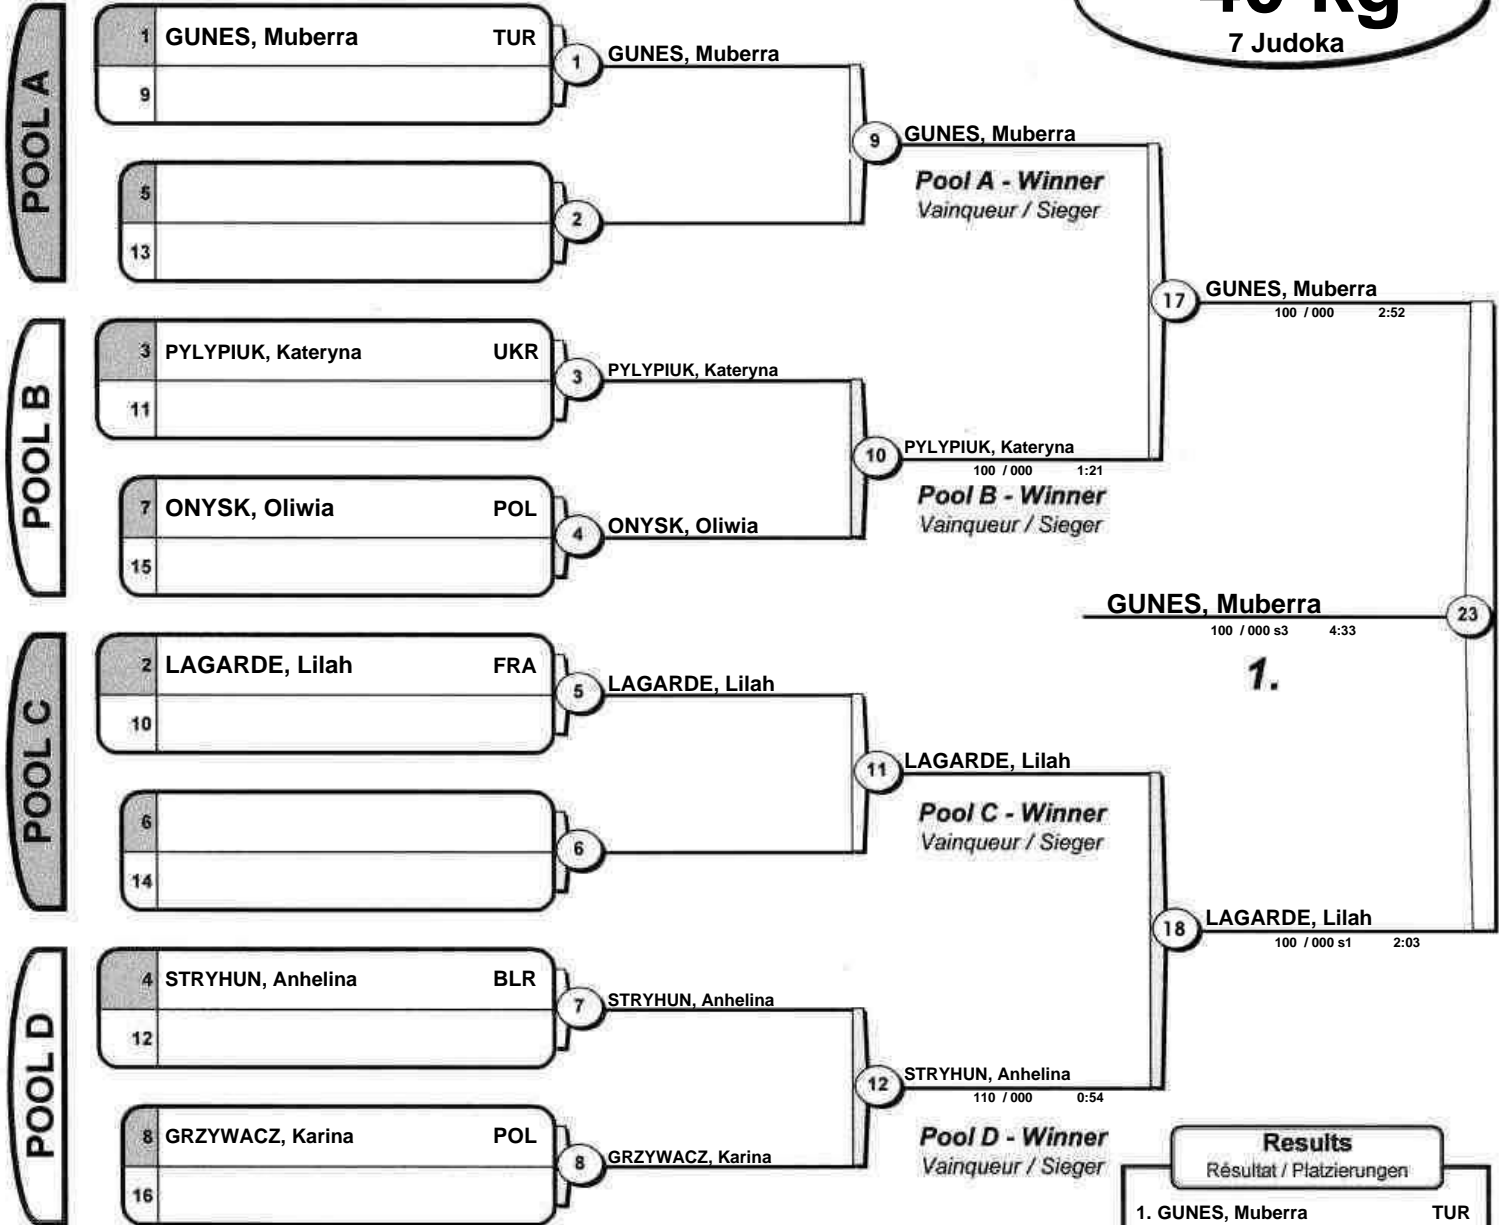 7 Judoka
POOL A
1 GUNES, Muberra TUR
9
1
GUNES, Muberra
5
13
2
9
GUNES, Muberra
Pool A - Winner
Vainqueur / Sieger
POOL B
3 PYLYPIUK, Kateryna UKR
11
3
PYLYPIUK, Kateryna
7 ONYSK, Oliwia POL
15
4
ONYSK, Oliwia
10
PYLYPIUK, Kateryna
100 / 000 1:21
Pool B - Winner
Vainqueur / Sieger
17
GUNES, Muberra
100 / 000 2:52
GUNES, Muberra
100 / 000 s3 4:33
23
1.
POOL C
2 LAGARDE, Lilah FRA
10
5
LAGARDE, Lilah
6
14
6
11
LAGARDE, Lilah
Pool C - Winner
Vainqueur / Sieger
POOL D
4 STRYHUN, Anhelina BLR
12
7
STRYHUN, Anhelina
8 GRZYWACZ, Karina POL
16
8
GRZYWACZ, Karina
12
STRYHUN, Anhelina
110 / 000 0:54
Pool D - Winner
Vainqueur / Sieger
18
LAGARDE, Lilah
100 / 000 s1 2:03
Results
Résultat / Platzierungen
1. GUNES, Muberra TUR